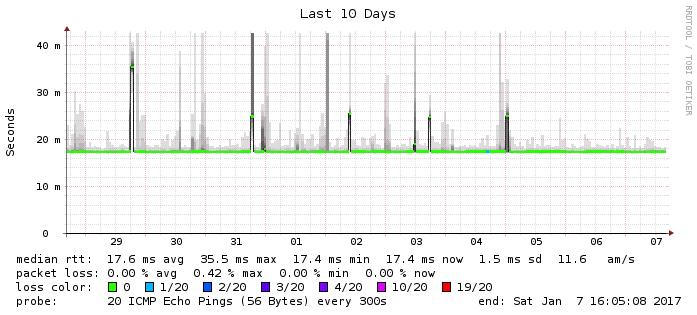 Last 10 Days
RRDTOOL / TOBI OETIKER
Seconds
40 m
30 m
20 m
10 m
0
29 30 31 01 02 03 04 05 06 07
median rtt: 17.6 ms avg 35.5 ms max 17.4 ms min 17.4 ms now 1.5 ms sd 11.6 am/s
packet loss: 0.00 % avg 0.42 % max 0.00 % min 0.00 % now
loss color: 0 1/20 2/20 3/20 4/20 10/20 19/20
probe: 20 ICMP Echo Pings (56 Bytes) every 300s end: Sat Jan 7 16:05:08 2017